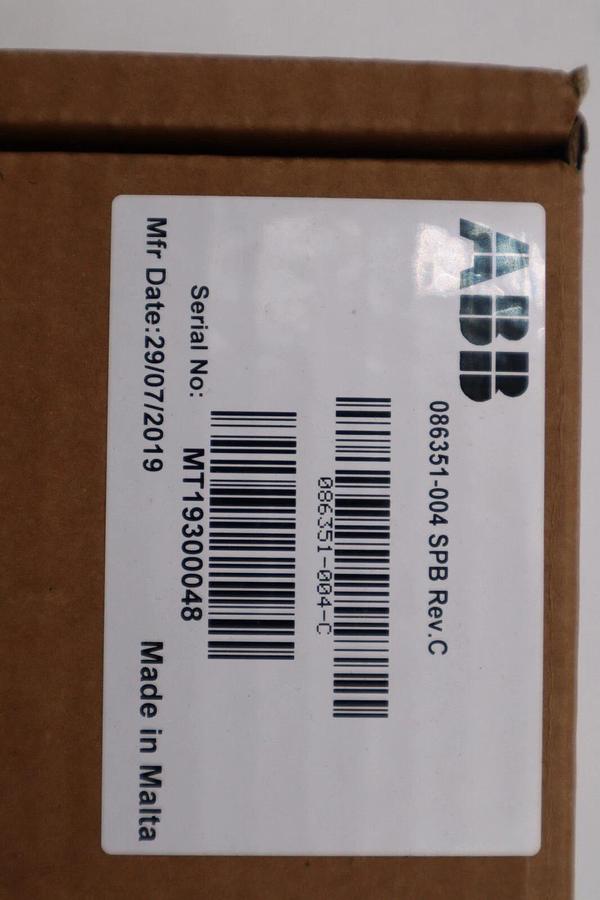 ABB
086351-004 SPB Rev.C
086351-004-C
Serial No: MT19300048
Mfr Date:29/07/2019 Made in Malta